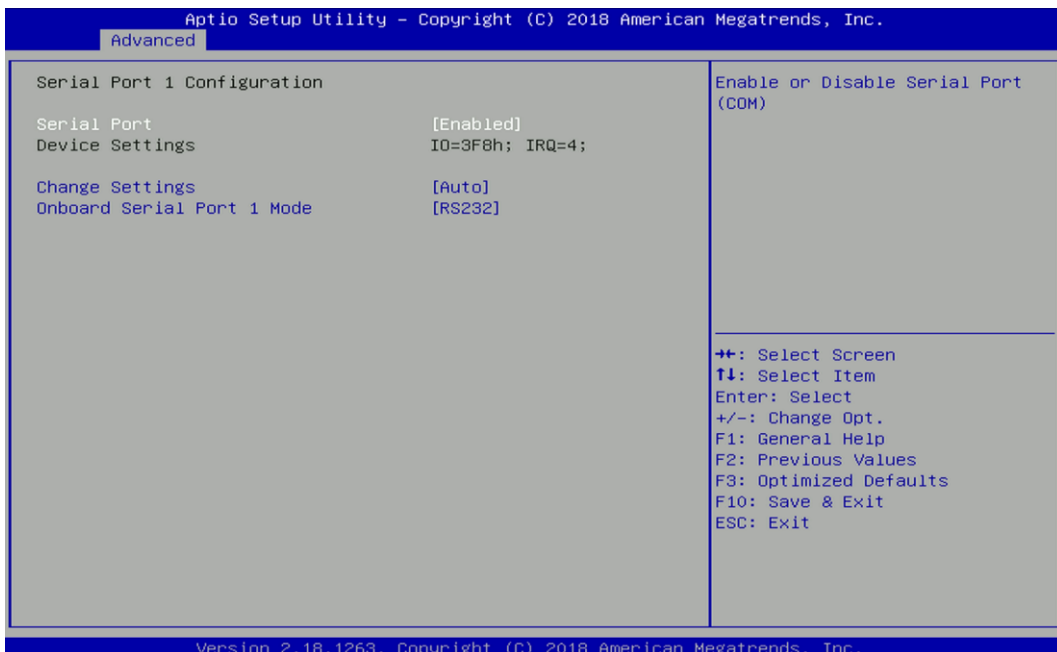 Aptio Setup Utility – Copyright (C) 2018 American Megatrends, Inc.
Advanced
Serial Port 1 Configuration
Serial Port [Enabled]
Device Settings IO=3F8h; IRQ=4;
Change Settings [Auto]
Onboard Serial Port 1 Mode [RS232]
Enable or Disable Serial Port
(COM)
→←: Select Screen
↑↓: Select Item
Enter: Select
+/-: Change Opt.
F1: General Help
F2: Previous Values
F3: Optimized Defaults
F10: Save & Exit
ESC: Exit
Version 2.18.1263. Copyright (C) 2018 American Megatrends, Inc.